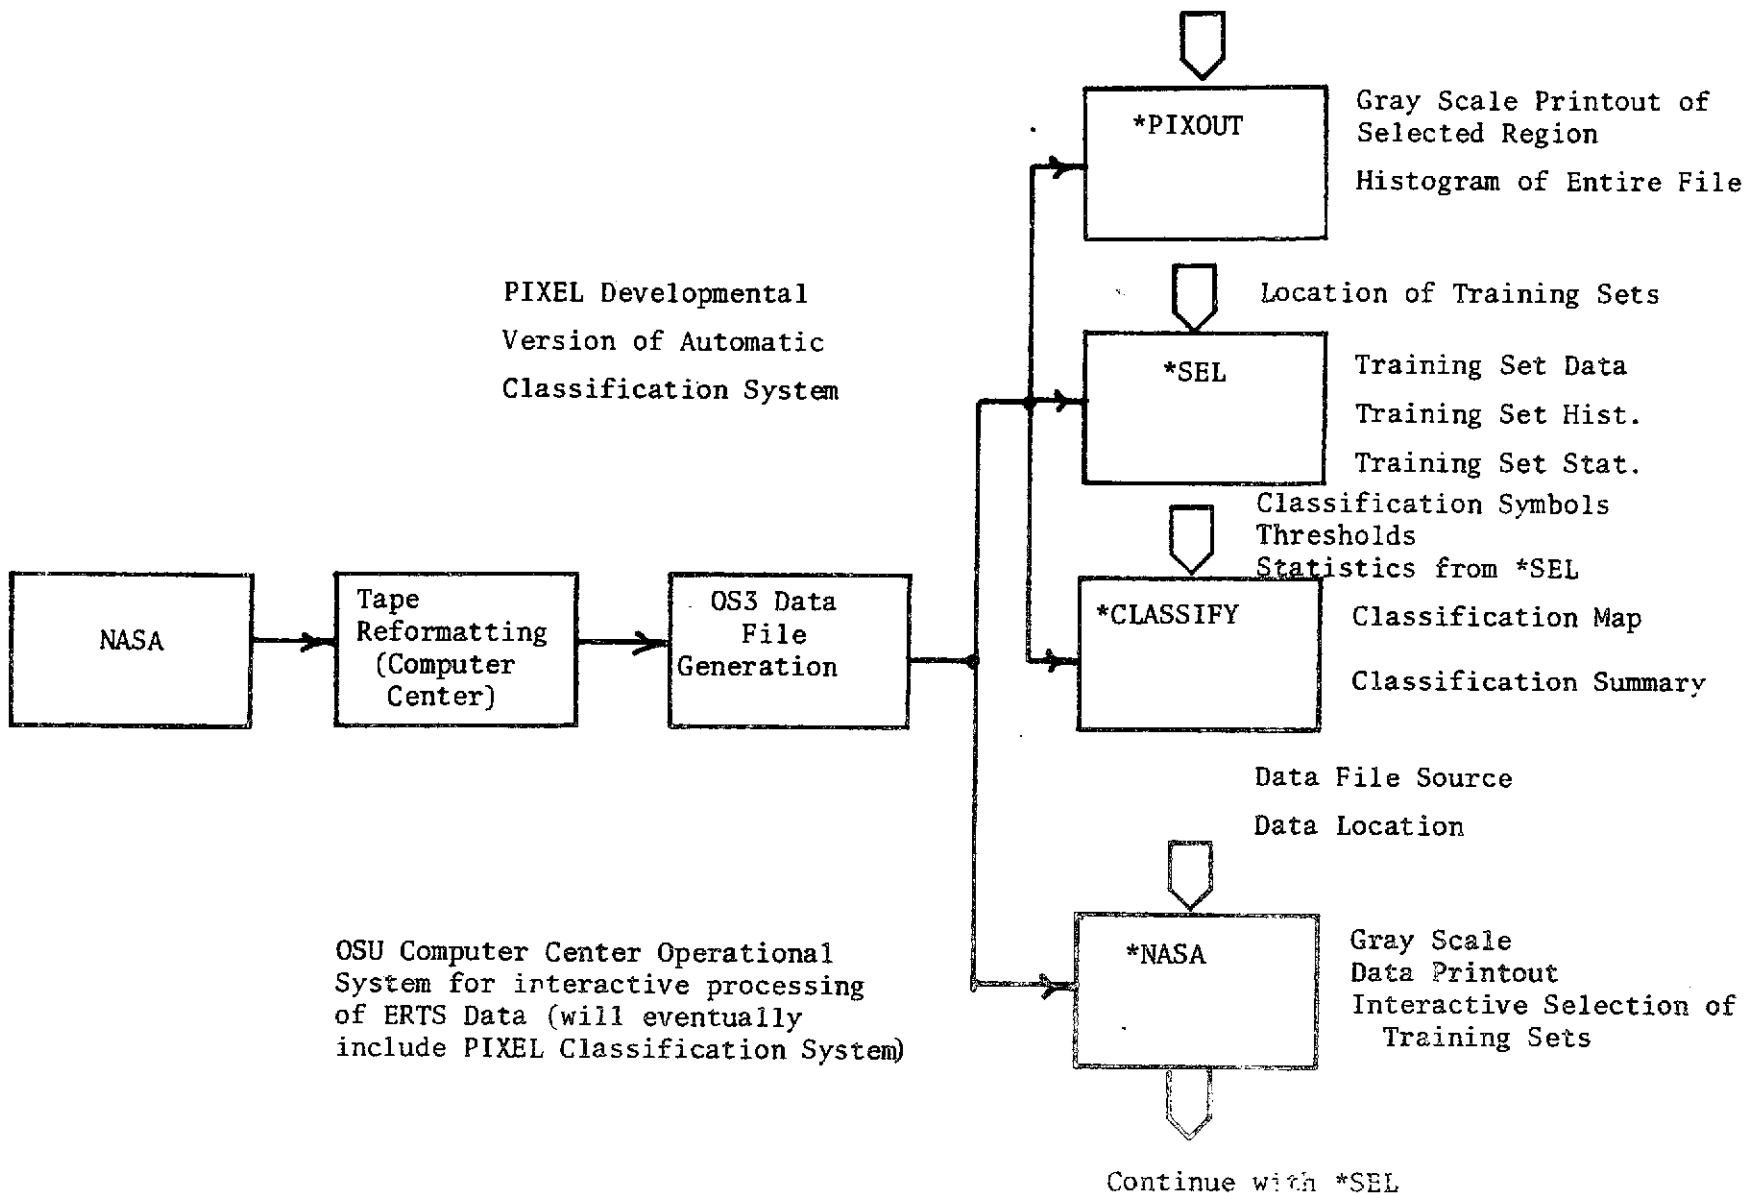 *PIXOUT
Gray Scale Printout of
Selected Region
Histogram of Entire File
PIXEL Developmental
Version of Automatic
Classification System
Location of Training Sets
*SEL
Training Set Data
Training Set Hist.
Training Set Stat.
Classification Symbols
Thresholds
Statistics from *SEL
NASA
Tape
Reformatting
(Computer
Center)
OS3 Data
File
Generation
*CLASSIFY
Classification Map
Classification Summary
Data File Source
Data Location
OSU Computer Center Operational
System for interactive processing
of ERTS Data (will eventually
include PIXEL Classification System)
*NASA
Gray Scale
Data Printout
Interactive Selection of
Training Sets
Continue with *SEL